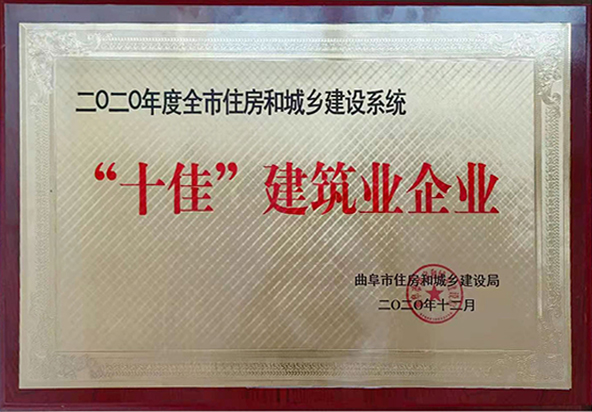 二〇二〇年度全市住房和城乡建设系统
“十佳”建筑业企业
曲阜市住房和城乡建设局
二〇二〇年十二月